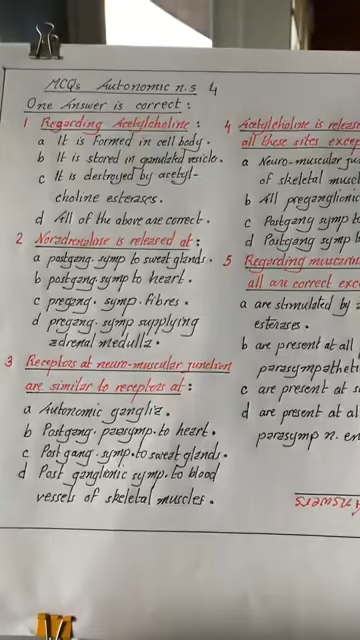 MCQs Autonomic n.s 4
One Answer is correct :
1 Regarding Acetylcholine :
a It is formed in cell body.
b It is stored in granulated vesicle.
c It is destroyed by acetyl-
choline esterases.
d All of the above are correct.
2 Noradrenaline is released at :
a postgang. symp to sweat glands.
b postgang. symp to heart.
c pregang. symp. fibres.
d pregang. symp supplying
adrenal medulla.
3 Receptors at neuro-muscular junction
are similar to receptors at :
a Autonomic ganglia.
b Postgang. parasymp. to heart.
c Post gang. symp. to sweat glands.
d Post ganglionic symp. to blood
vessels of skeletal muscles.
4 Acetylcholine is release
all these sites excep
a Neuro-muscular ju
of skeletal muscl
b All preganglionic
c Postgang symp to
d Postgang symp
5 Regarding muscarin
all are correct exc
a are stimulated by
esterases.
b are present at all
parasympatheti
c are present at
d are present at al
parasymp n. en
Answers